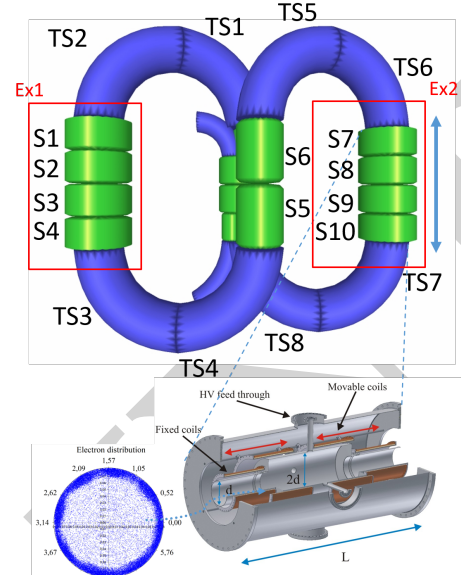 TS5
TS2
TS1
TS6
Ex1
Ex2
S1
S7
S2
S6
S8
S3
S9
S4
S5
S10
TS7
TS3
TS8
TS4
HV feed through
Movable coils
Fixed coils
Electron distribution
1,57
2,09
1,05
2,62
0,52
d
2d
3,14
0,00
3,67
5,76
L